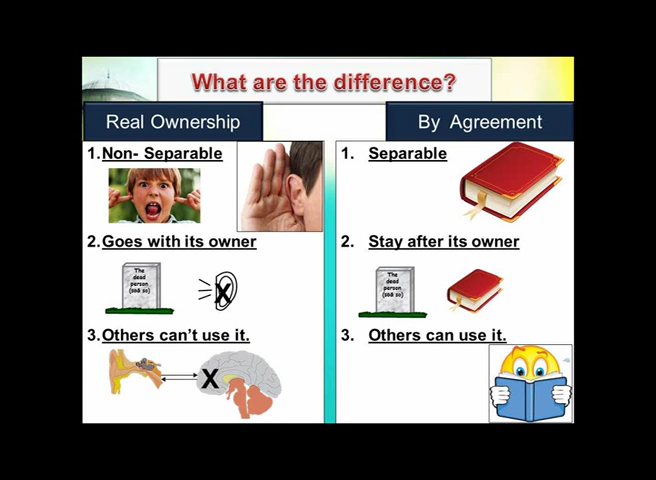 What are the difference?
Real Ownership
1.Non- Separable
2.Goes with its owner
The
dead
person
(so& so)
3.Others can't use it.
X
By Agreement
1. Separable
2. Stay after its owner
The
dead
person
(so& so)
3. Others can use it.